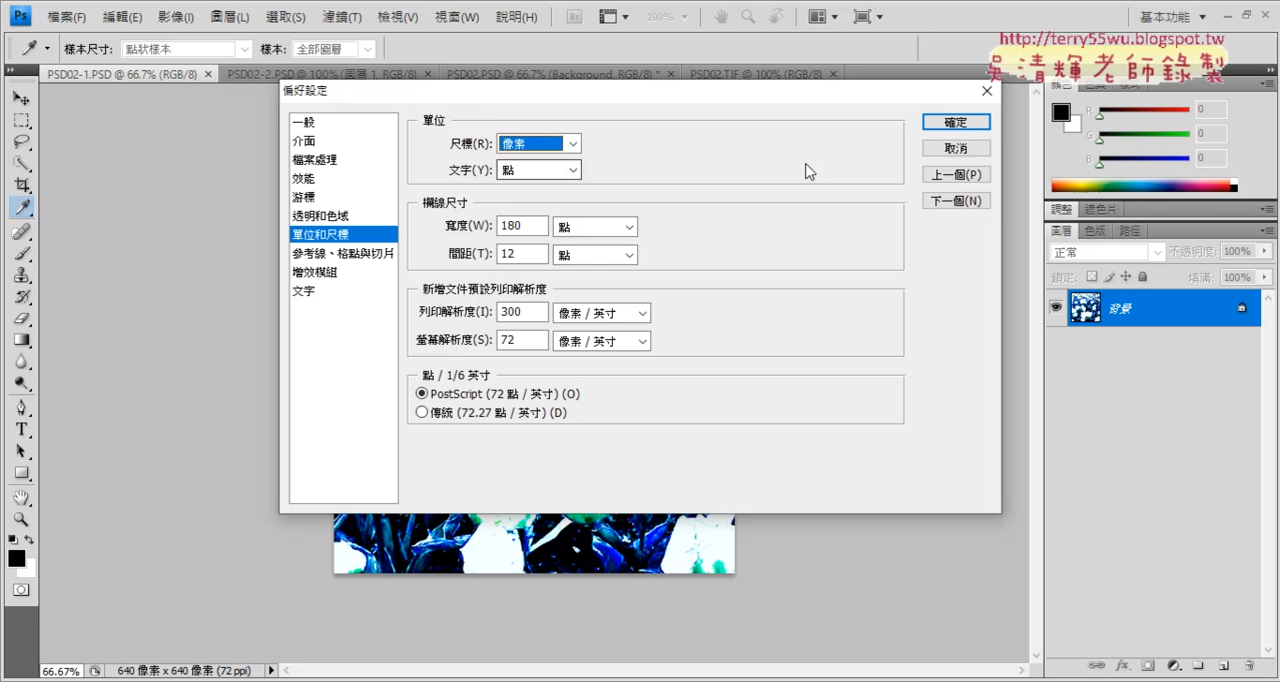 Ps 檔案(F) 編輯(E) 影像(I) 圖層(L) 選取(S) 濾鏡(T) 檢視(V) 視窗(W) 說明(H) Br 100% 基本功能
樣本尺寸: 點狀樣本 樣本: 全部圖層
http://terry55wu.blogspot.tw
吳清輝老師錄製
PSD02-1.PSD @ 66.7% (RGB/8) PSD02-2.PSD @ 100% (圖層 1, RGB/8) PSD02.PSD @ 66.7% (Background, RGB/8) * PSD02.TIF @ 100% (RGB/8)
偏好設定
一般
介面
檔案處理
效能
游標
透明和色域
單位和尺標
參考線、格點與切片
增效模組
文字
單位
尺標(R): 像素
文字(Y): 點
欄線尺寸
寬度(W): 180 點
間距(T): 12 點
新增文件預設列印解析度
列印解析度(I): 300 像素 / 英寸
螢幕解析度(S): 72 像素 / 英寸
點 / 1/6 英寸
PostScript (72 點 / 英寸) (O)
傳統 (72.27 點 / 英寸) (D)
確定
取消
上一個(P)
下一個(N)
R 0
G 0
B 0
調整 遮色片
圖層 色版 路徑
正常 不透明度: 100%
鎖定: 填滿: 100%
背景
66.67% 640 像素 x 640 像素 (72 ppi)